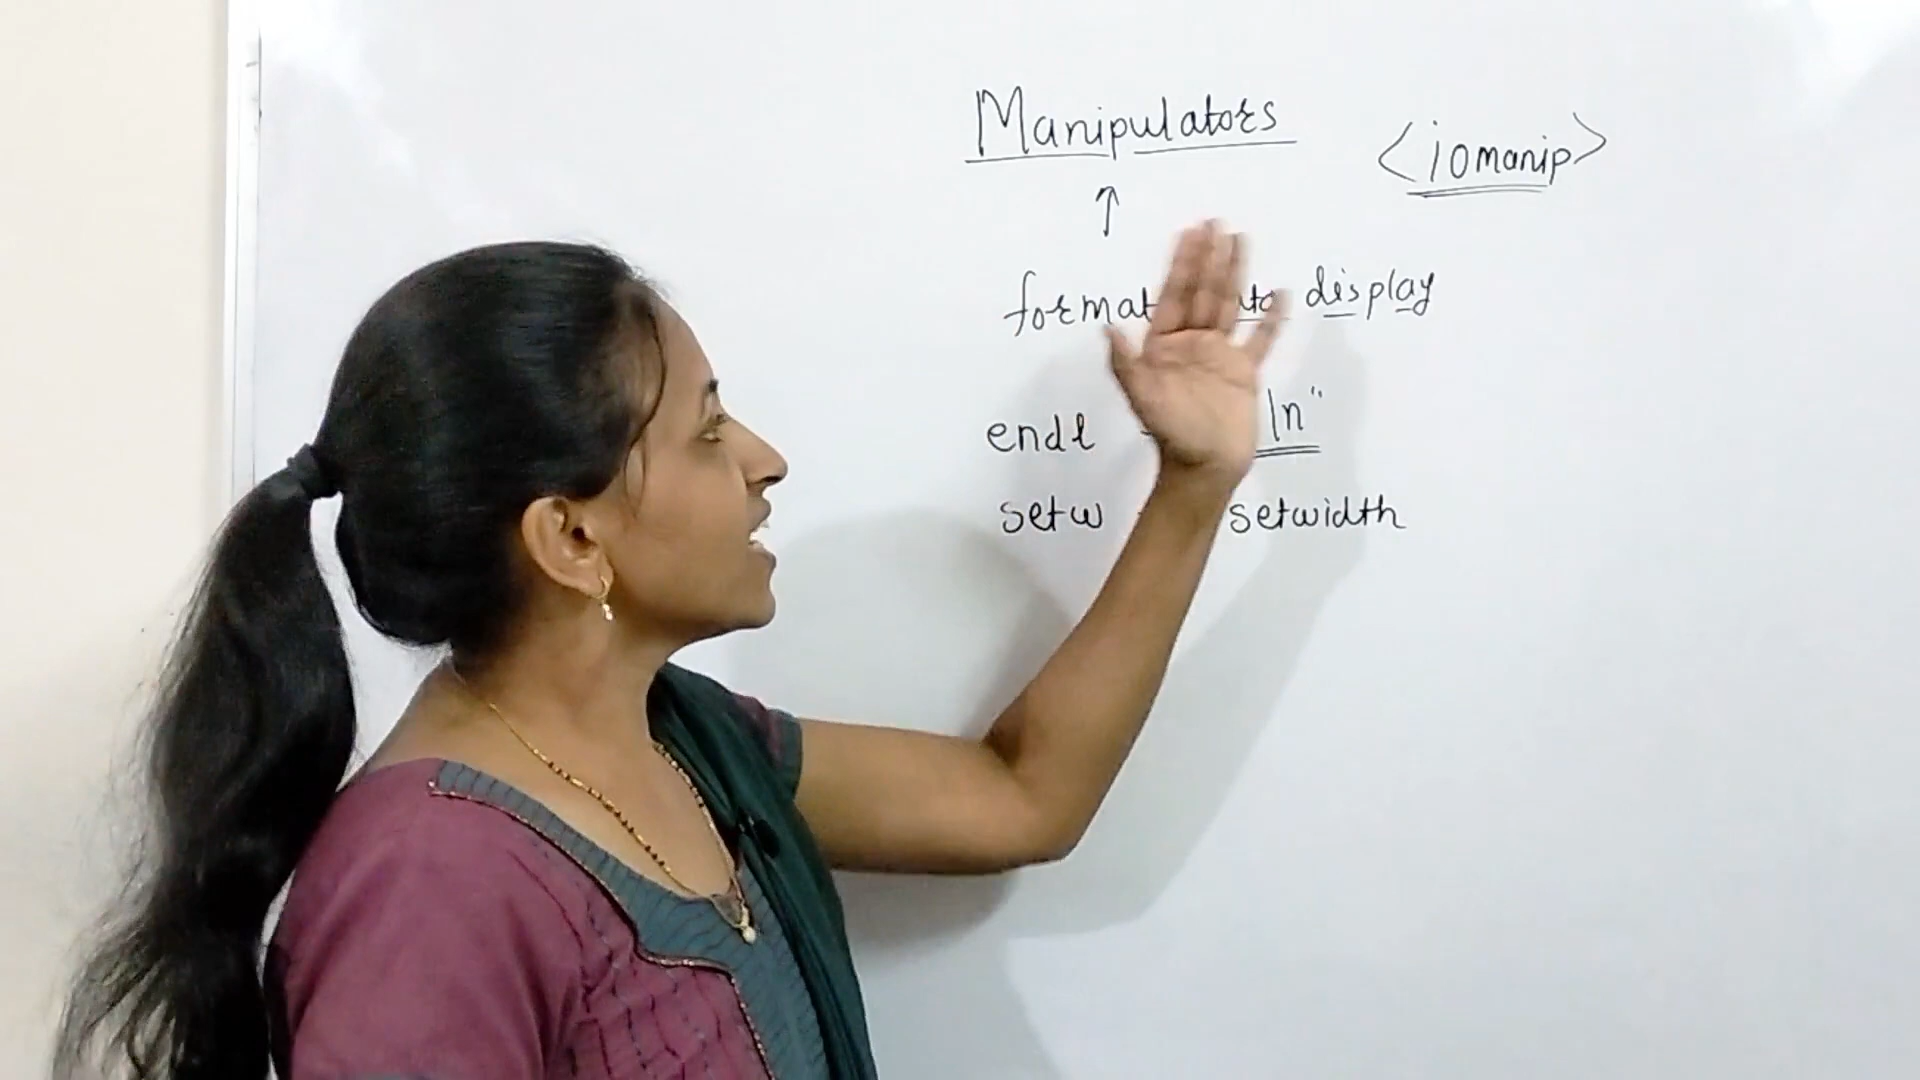 Manipulators
<iomanip>
↑
format display
endl \n"
setw setwidth